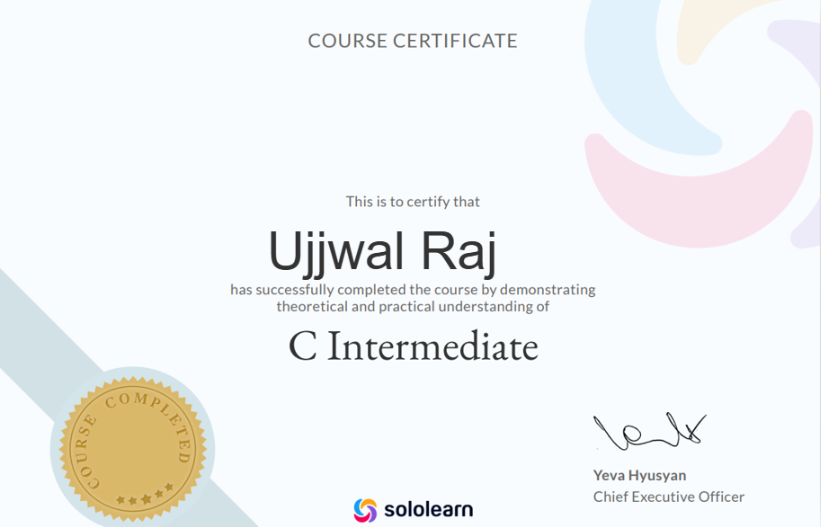 COURSE CERTIFICATE
This is to certify that
Ujjwal Raj
has successfully completed the course by demonstrating
theoretical and practical understanding of
C Intermediate
COURSE COMPLETED
Yeva Hyusyan
Chief Executive Officer
sololearn